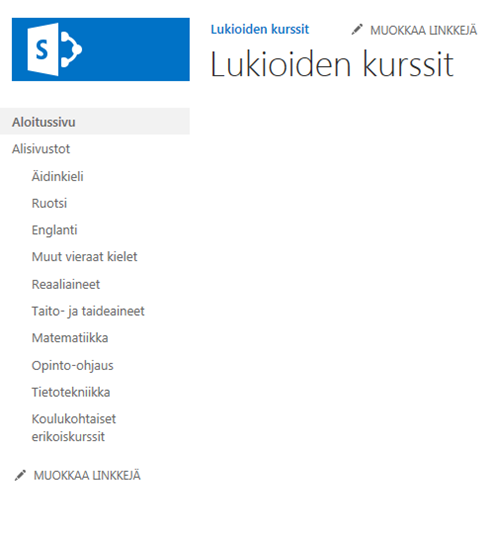 S
Lukioiden kurssit
MUOKKAA LINKKEJÄ
Lukioiden kurssit
Aloitussivu
Alisivustot
Äidinkieli
Ruotsi
Englanti
Muut vieraat kielet
Reaaliaineet
Taito- ja taideaineet
Matematiikka
Opinto-ohjaus
Tietotekniikka
Koulukohtaiset
erikoiskurssit
MUOKKAA LINKKEJÄ